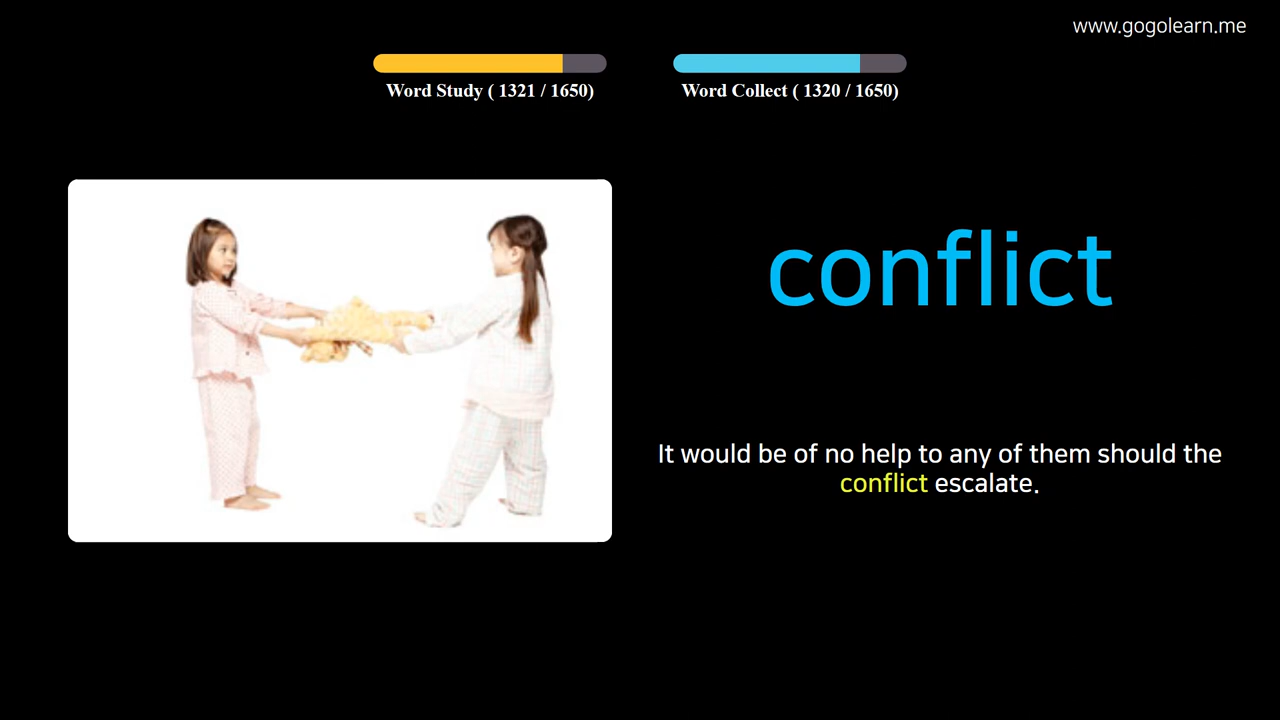 www.gogolearn.me
Word Study ( 1321 / 1650)
Word Collect ( 1320 / 1650)
conflict
It would be of no help to any of them should the
conflict escalate.